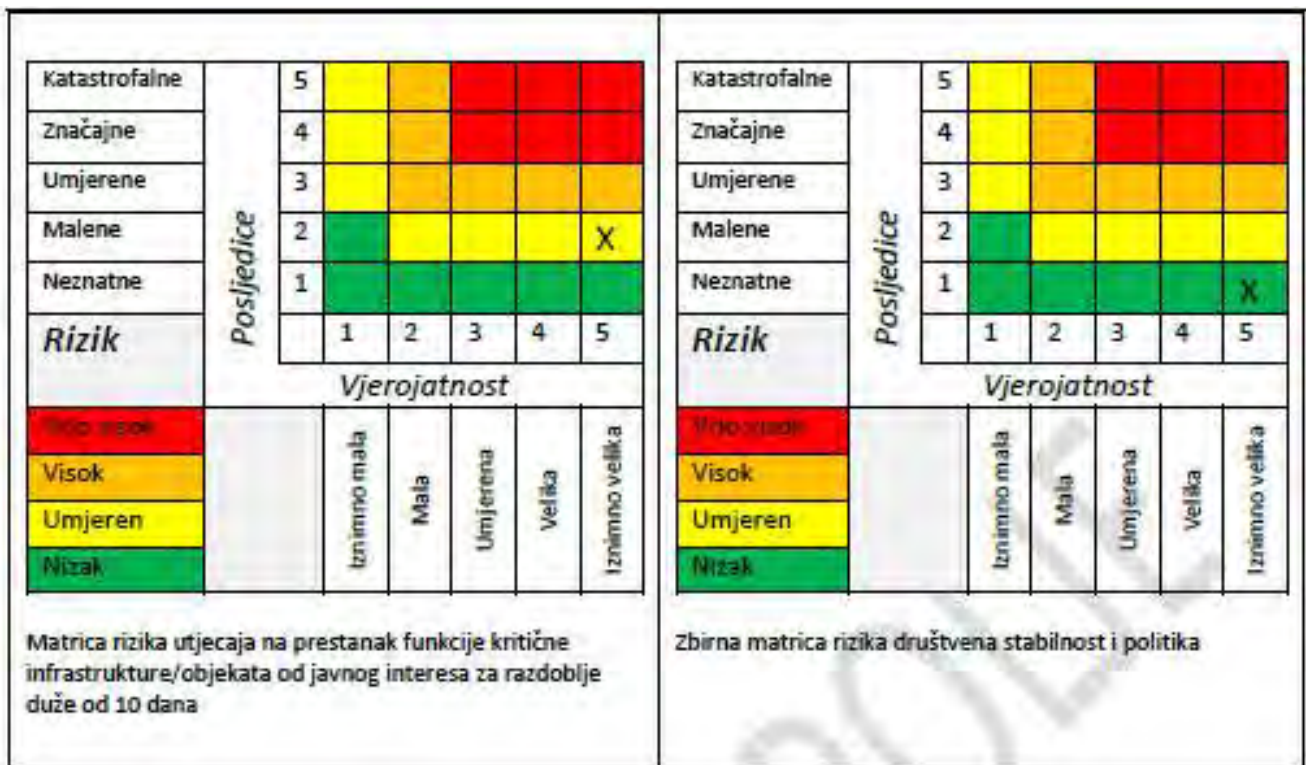 Katastrofalne 5
Značajne 4
Umjerene 3
Malene 2 X
Neznatne 1
Posljedice
Rizik 1 2 3 4 5
Vjerojatnost
Vrlo visok
Visok
Umjeren
Nizak
Iznimno mala
Mala
Umjerena
Velika
Iznimno velika
Matrica rizika utjecaja na prestanak funkcije kritične
infrastrukture/objekata od javnog interesa za razdoblje
duže od 10 dana
Katastrofalne 5
Značajne 4
Umjerene 3
Malene 2
Neznatne 1 X
Posljedice
Rizik 1 2 3 4 5
Vjerojatnost
Vrlo visok
Visok
Umjeren
Nizak
Iznimno mala
Mala
Umjerena
Velika
Iznimno velika
Zbirna matrica rizika društvena stabilnost i politika